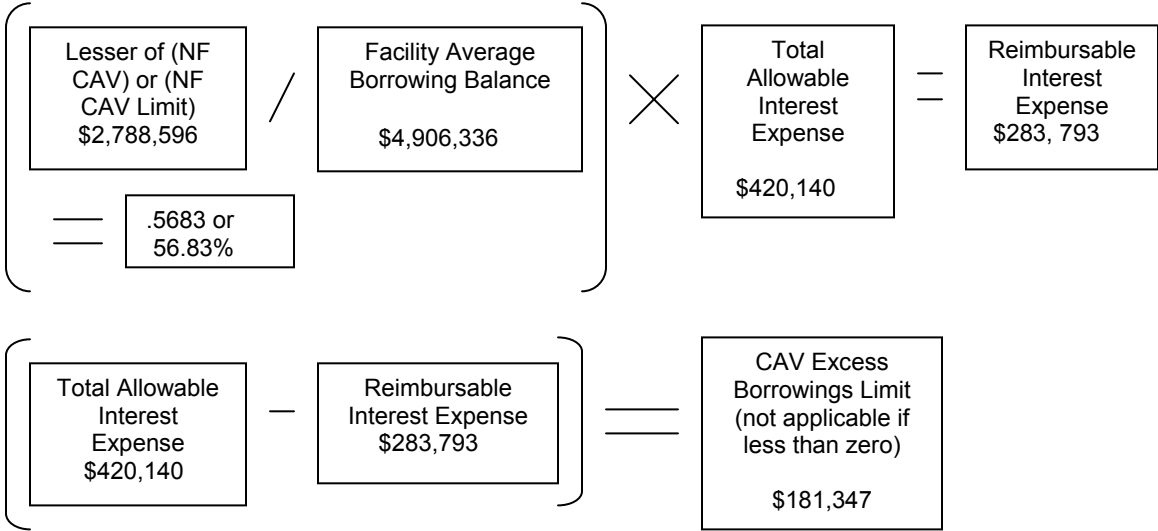 Lesser of (NF
CAV) or (NF
CAV Limit)
$2,788,596
/
Facility Average
Borrowing Balance
$4,906,336
Total
Allowable
Interest
Expense
$420,140
=
Reimbursable
Interest
Expense
$283, 793
=
.5683 or
56.83%
Total Allowable
Interest
Expense
$420,140
–
Reimbursable
Interest Expense
$283,793
=
CAV Excess
Borrowings Limit
(not applicable if
less than zero)
$181,347